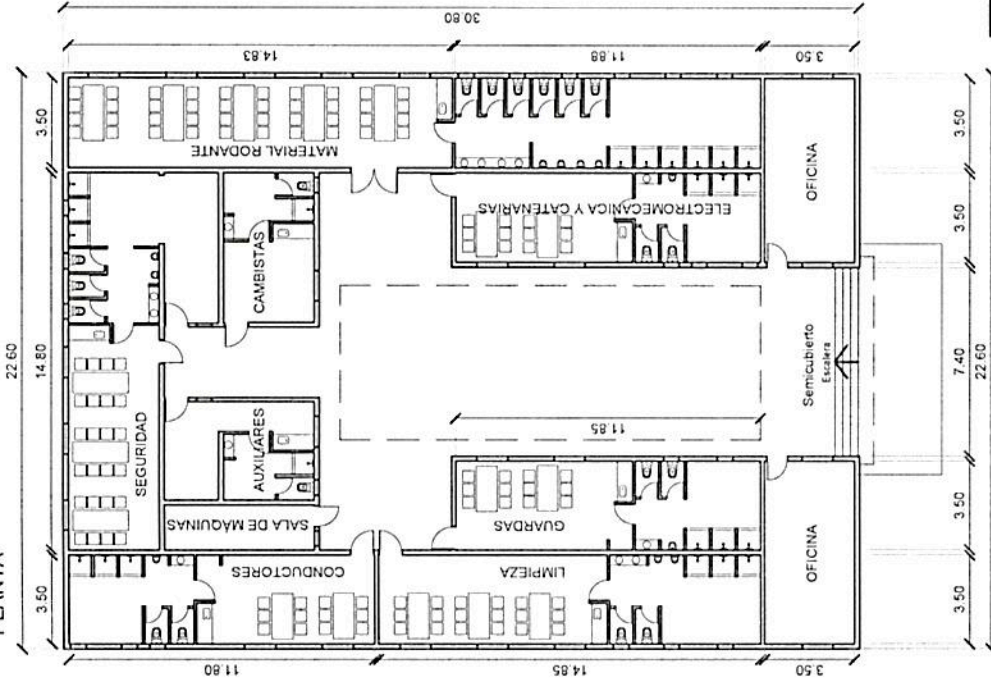 PLANTA
30.80
14.83
11.88
3.50
22.60
3.50
14.80
3.50
MATERIAL RODANTE
CAMBISTAS
ELECTROMECANICA Y CATENARIAS
OFICINA
SEGURIDAD
AUXILIARES
SALA DE MÁQUINAS
CONDUCTORES
LIMPIEZA
GUARDAS
11.85
Semicubierto
Escalera
OFICINA
3.50
3.50
7.40
3.50
3.50
22.60
11.80
14.85
3.50